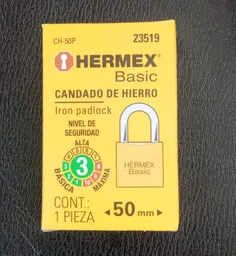 CH-50P 23519
HERMEX
Basic
CANDADO DE HIERRO
Iron padlock
NIVEL DE
SEGURIDAD
ALTA
3
BÁSICA
MÁXIMA
HERMEX
Basic
CONT.:
1 PIEZA
50 mm